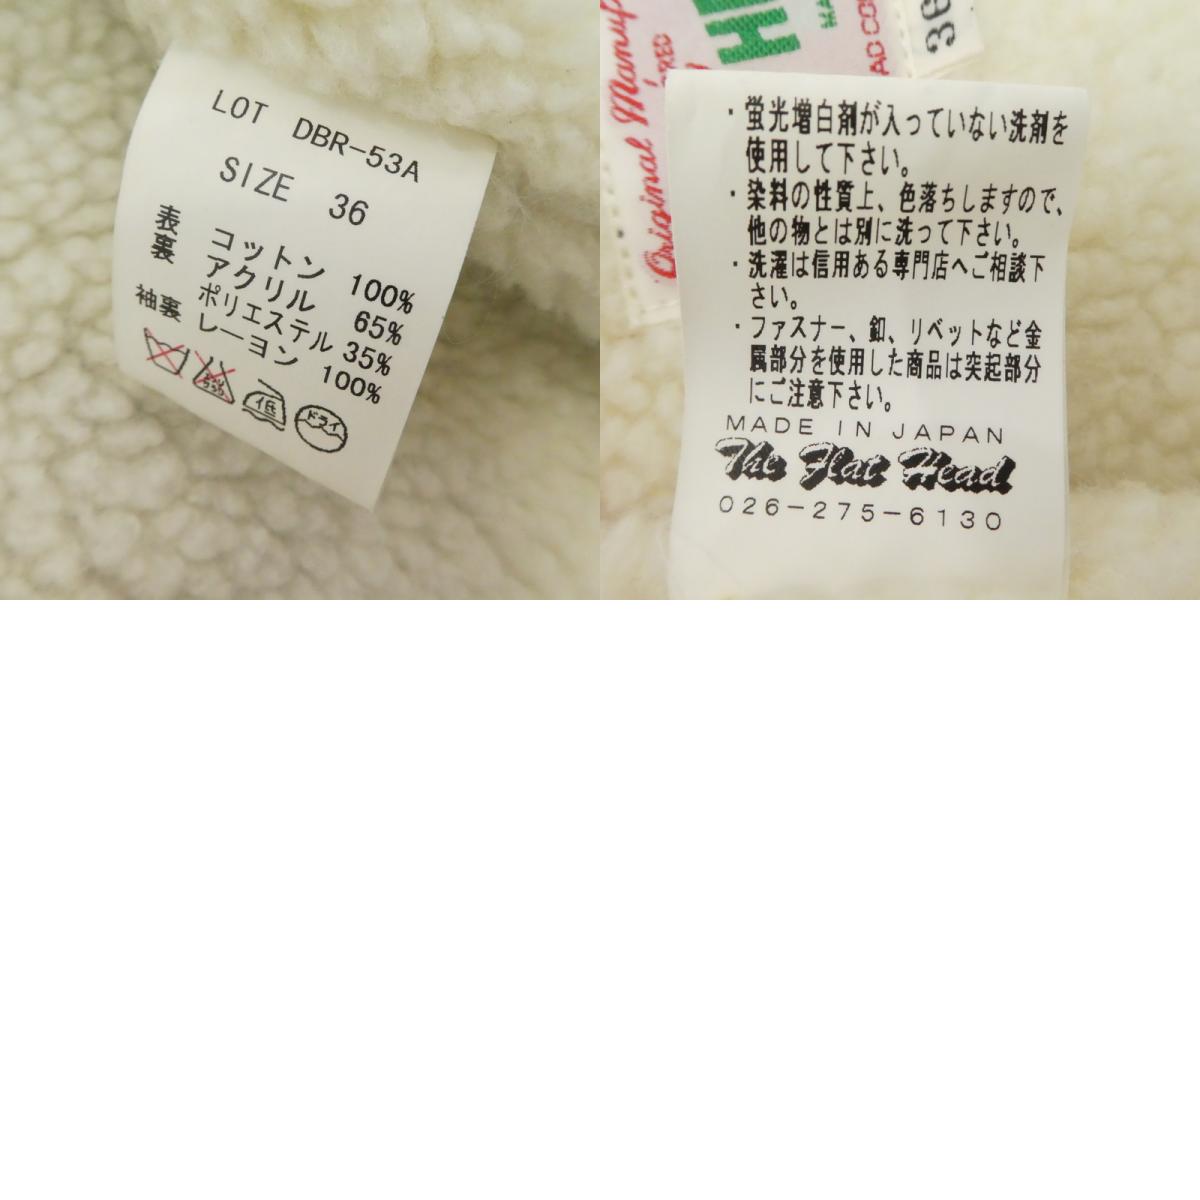 LOT DBR-53A
SIZE 36
表 コットン 100%
裏 アクリル 65%
ポリエステル 35%
袖裏 レーヨン 100%
低 ドライ
Original Manuf
36
・蛍光増白剤が入っていない洗剤を
使用して下さい。
・染料の性質上、色落ちしますので、
他の物とは別に洗って下さい。
・洗濯は信用ある専門店へご相談下
さい。
・ファスナー、釦、リベットなど金
属部分を使用した商品は突起部分
にご注意下さい。
MADE IN JAPAN
The Flat Head
026-275-6130